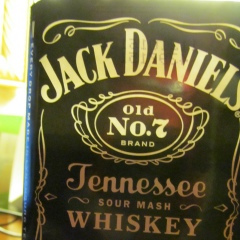 JACK DANIEL'S
Old
No.7
BRAND
Tennessee
SOUR MASH
WHISKEY